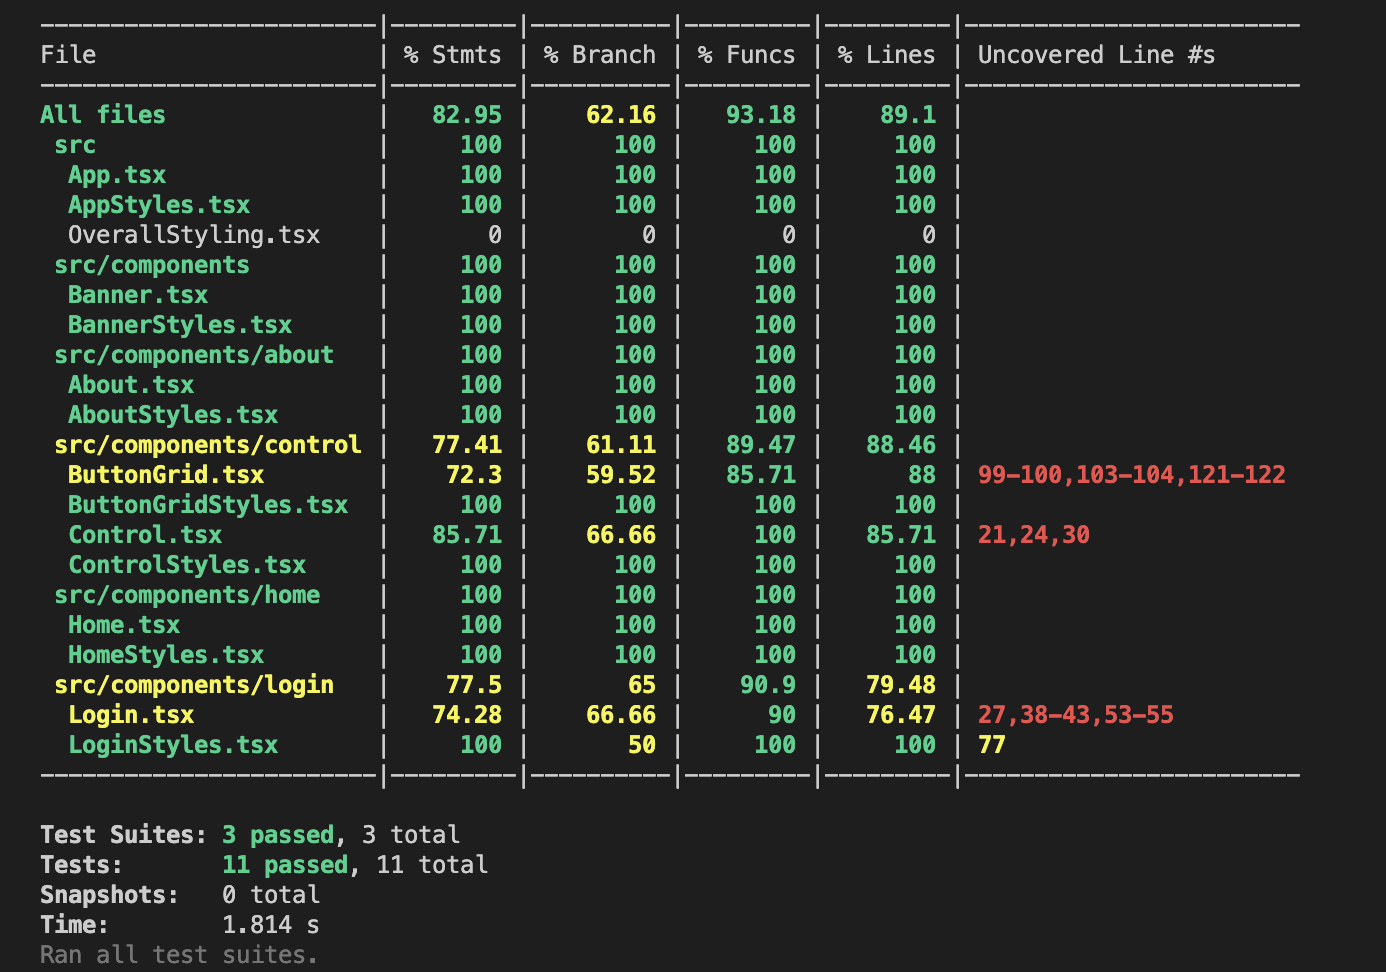 -------------------------|---------|----------|---------|---------|-------------------------
File                     | % Stmts | % Branch | % Funcs | % Lines | Uncovered Line #s
-------------------------|---------|----------|---------|---------|-------------------------
All files                |   82.95 |    62.16 |   93.18 |    89.1 |
 src                     |     100 |      100 |     100 |     100 |
  App.tsx                |     100 |      100 |     100 |     100 |
  AppStyles.tsx          |     100 |      100 |     100 |     100 |
  OverallStyling.tsx     |       0 |        0 |       0 |       0 |
 src/components          |     100 |      100 |     100 |     100 |
  Banner.tsx             |     100 |      100 |     100 |     100 |
  BannerStyles.tsx       |     100 |      100 |     100 |     100 |
 src/components/about    |     100 |      100 |     100 |     100 |
  About.tsx              |     100 |      100 |     100 |     100 |
  AboutStyles.tsx        |     100 |      100 |     100 |     100 |
 src/components/control  |   77.41 |    61.11 |   89.47 |   88.46 |
  ButtonGrid.tsx         |    72.3 |    59.52 |   85.71 |      88 | 99-100,103-104,121-122
  ButtonGridStyles.tsx   |     100 |      100 |     100 |     100 |
  Control.tsx            |   85.71 |    66.66 |     100 |   85.71 | 21,24,30
  ControlStyles.tsx      |     100 |      100 |     100 |     100 |
 src/components/home     |     100 |      100 |     100 |     100 |
  Home.tsx               |     100 |      100 |     100 |     100 |
  HomeStyles.tsx         |     100 |      100 |     100 |     100 |
 src/components/login    |    77.5 |       65 |    90.9 |   79.48 |
  Login.tsx              |   74.28 |    66.66 |      90 |   76.47 | 27,38-43,53-55
  LoginStyles.tsx        |     100 |       50 |     100 |     100 | 77
-------------------------|---------|----------|---------|---------|-------------------------
Test Suites: 3 passed, 3 total
Tests:       11 passed, 11 total
Snapshots:   0 total
Time:        1.814 s
Ran all test suites.